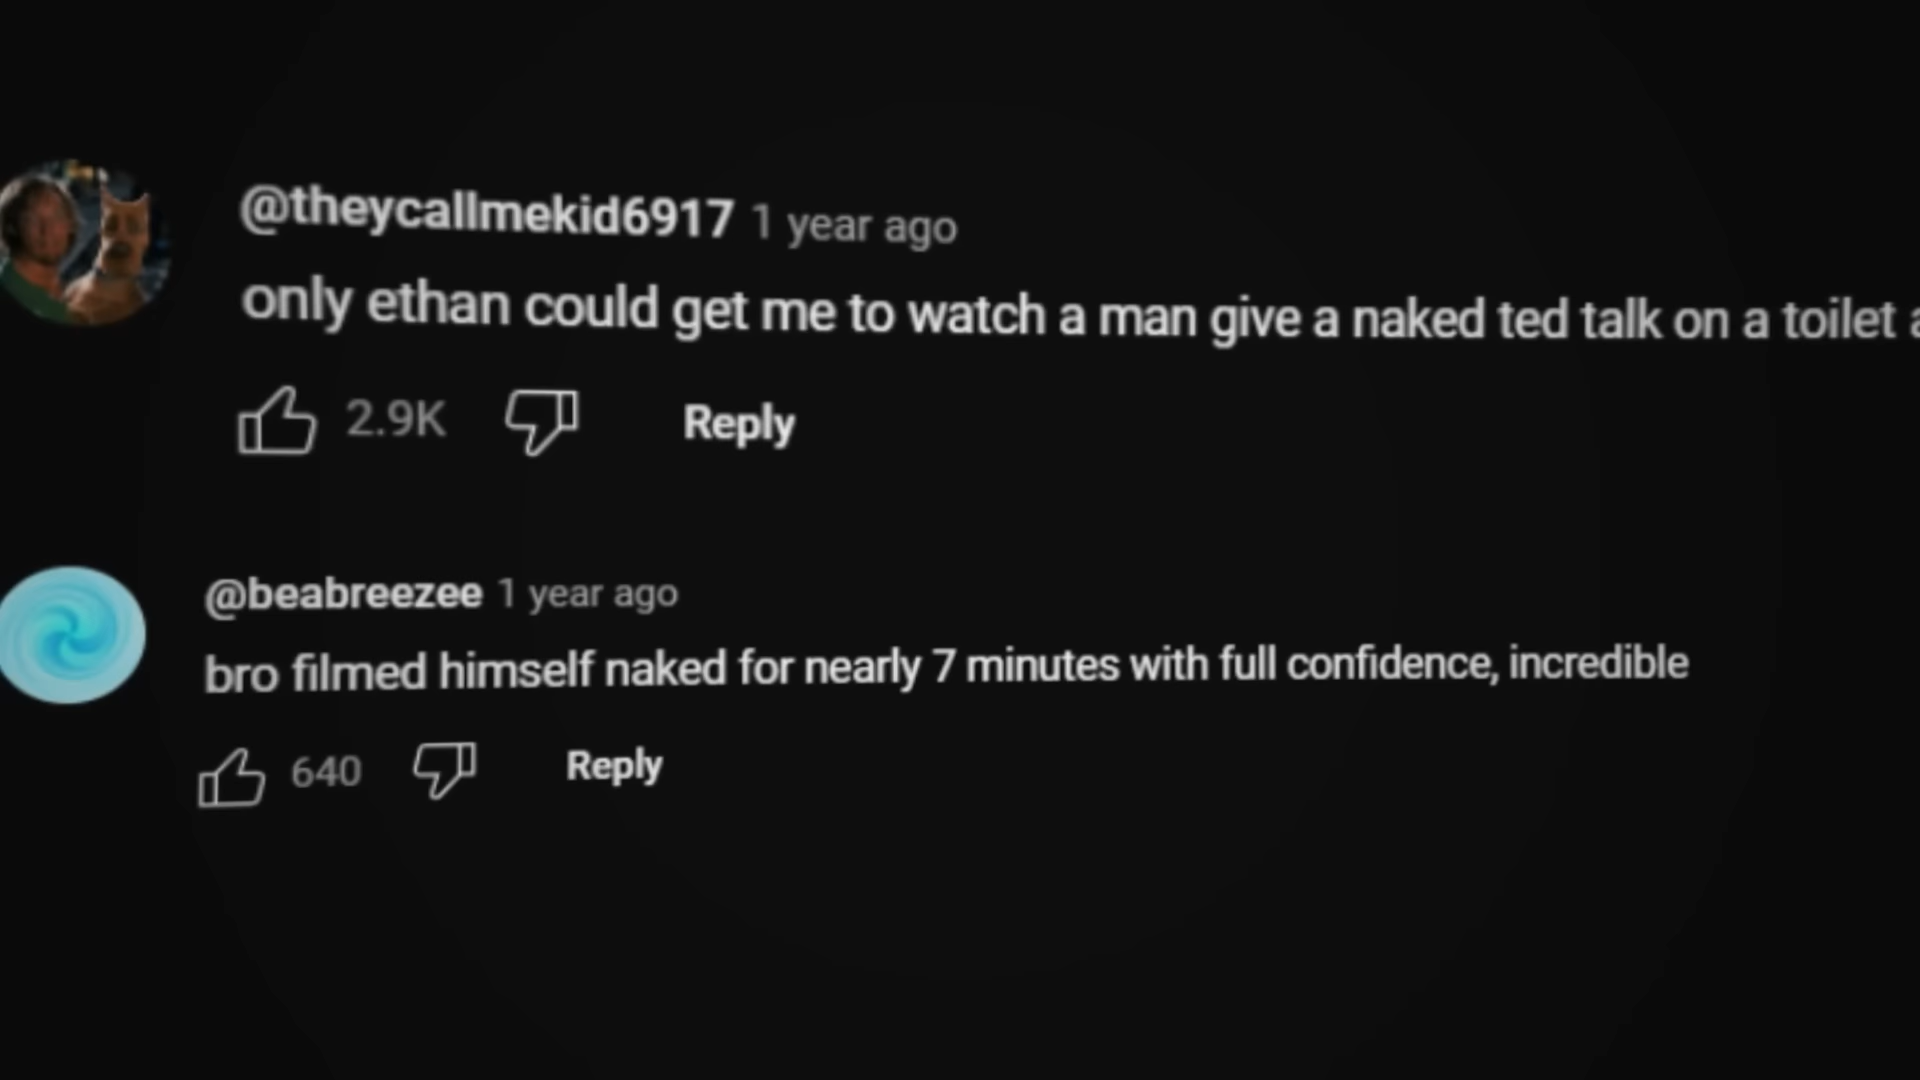 @theycallmekid6917 1 year ago
only ethan could get me to watch a man give a naked ted talk on a toilet
2.9K Reply
@beabreezee 1 year ago
bro filmed himself naked for nearly 7 minutes with full confidence, incredible
640 Reply